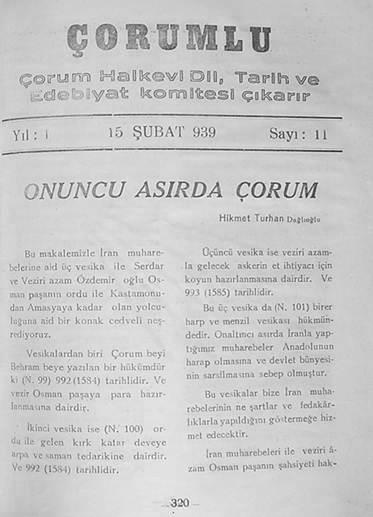 ÇORUMLU
Çorum Halkevi Dil, Tarih ve
Edebiyat komitesi çıkarır
Yıl : 1 15 ŞUBAT 939 Sayı : 11
ONUNCU ASIRDA ÇORUM
Hikmet Turhan Dağlıoğlu
Bu makalemizle İran muhare-
belerine aid üç vesika ile Serdar
ve Veziri azam Özdemir oğlu Os-
man paşanın ordu ile Kastamonu-
dan Amasyaya kadar olan yolcu-
luğuna aid bir konak cedveli neş-
rediyoruz.
Vesikalardan biri Çorum beyi
Behram beye yazılan bir hükümdür
ki (N. 99) 992(1584) tarihlidir. Ve
vezir Osman paşaya para hazır-
lanmasına dairdir.
İkinci vesika ise (N. 100) or-
du ile gelen kırk katar deveye
arpa ve saman tedarikine dairdir.
Ve 992 (1584) tarihlidir.
Üçüncü vesika ise veziri azam-
la gelecek askerin et ihtiyacı için
koyun hazırlanmasına dairdir. Ve
993 (1585) tarihlidir.
Bu üç vesika da (N. 101) birer
harp ve menzil vesikası hükmün-
dedir. Onaltıncı asırda İranla yap-
tığımız muharebeler Anadolunun
harap olmasına ve devlet bünyesi-
nin sarsılmasına sebep olmuştur.
Bu vesikalar bize İran muha-
rebelerinin ne şartlar ve fedakâr-
lıklarla yapıldığını göstermeğe hiz-
met edecektir.
İran muharebeleri ile veziri â-
zam Osman paşanın şahsiyeti hak-
— 320 —